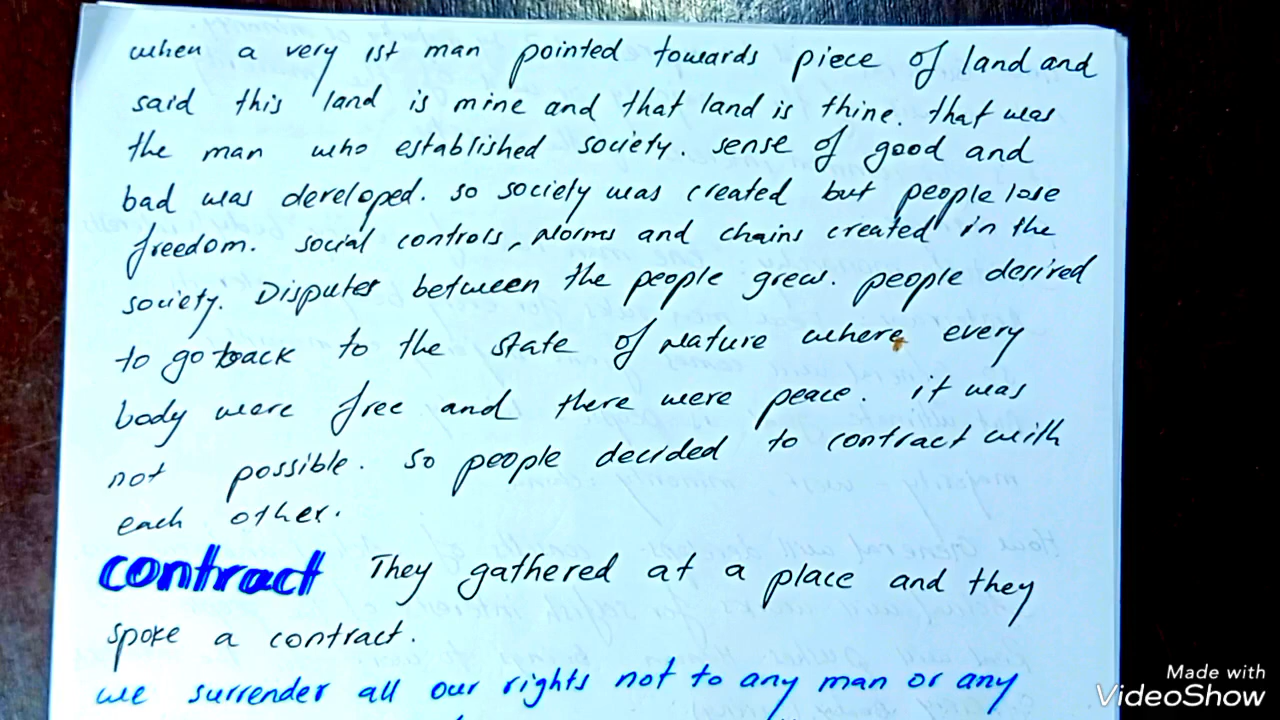 when a very 1st man pointed towards piece of land and
said this land is mine and that land is thine. that was
the man who established society. sense of good and
bad was developed. so society was created but people lose
freedom. social controls, Norms and chains created in the
society. Disputes between the people grew. people desired
to go back to the state of Nature where every
body were free and there were peace. it was
not possible. so people decided to contract with
each other.
contract They gathered at a place and they
spoke a contract.
we surrender all our rights not to any man or any
Made with
VideoShow